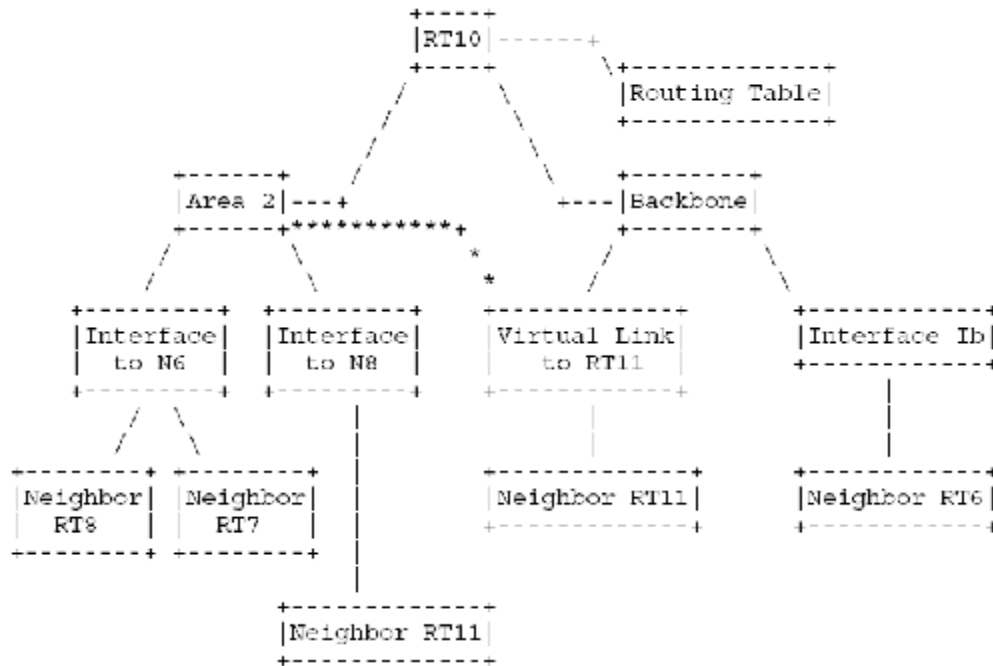 RT10
Routing Table
Area 2
Backbone
Interface
to N6
Interface
to N8
Virtual Link
to RT11
Interface Ib
Neighbor
RT8
Neighbor
RT7
Neighbor RT11
Neighbor RT6
Neighbor RT11